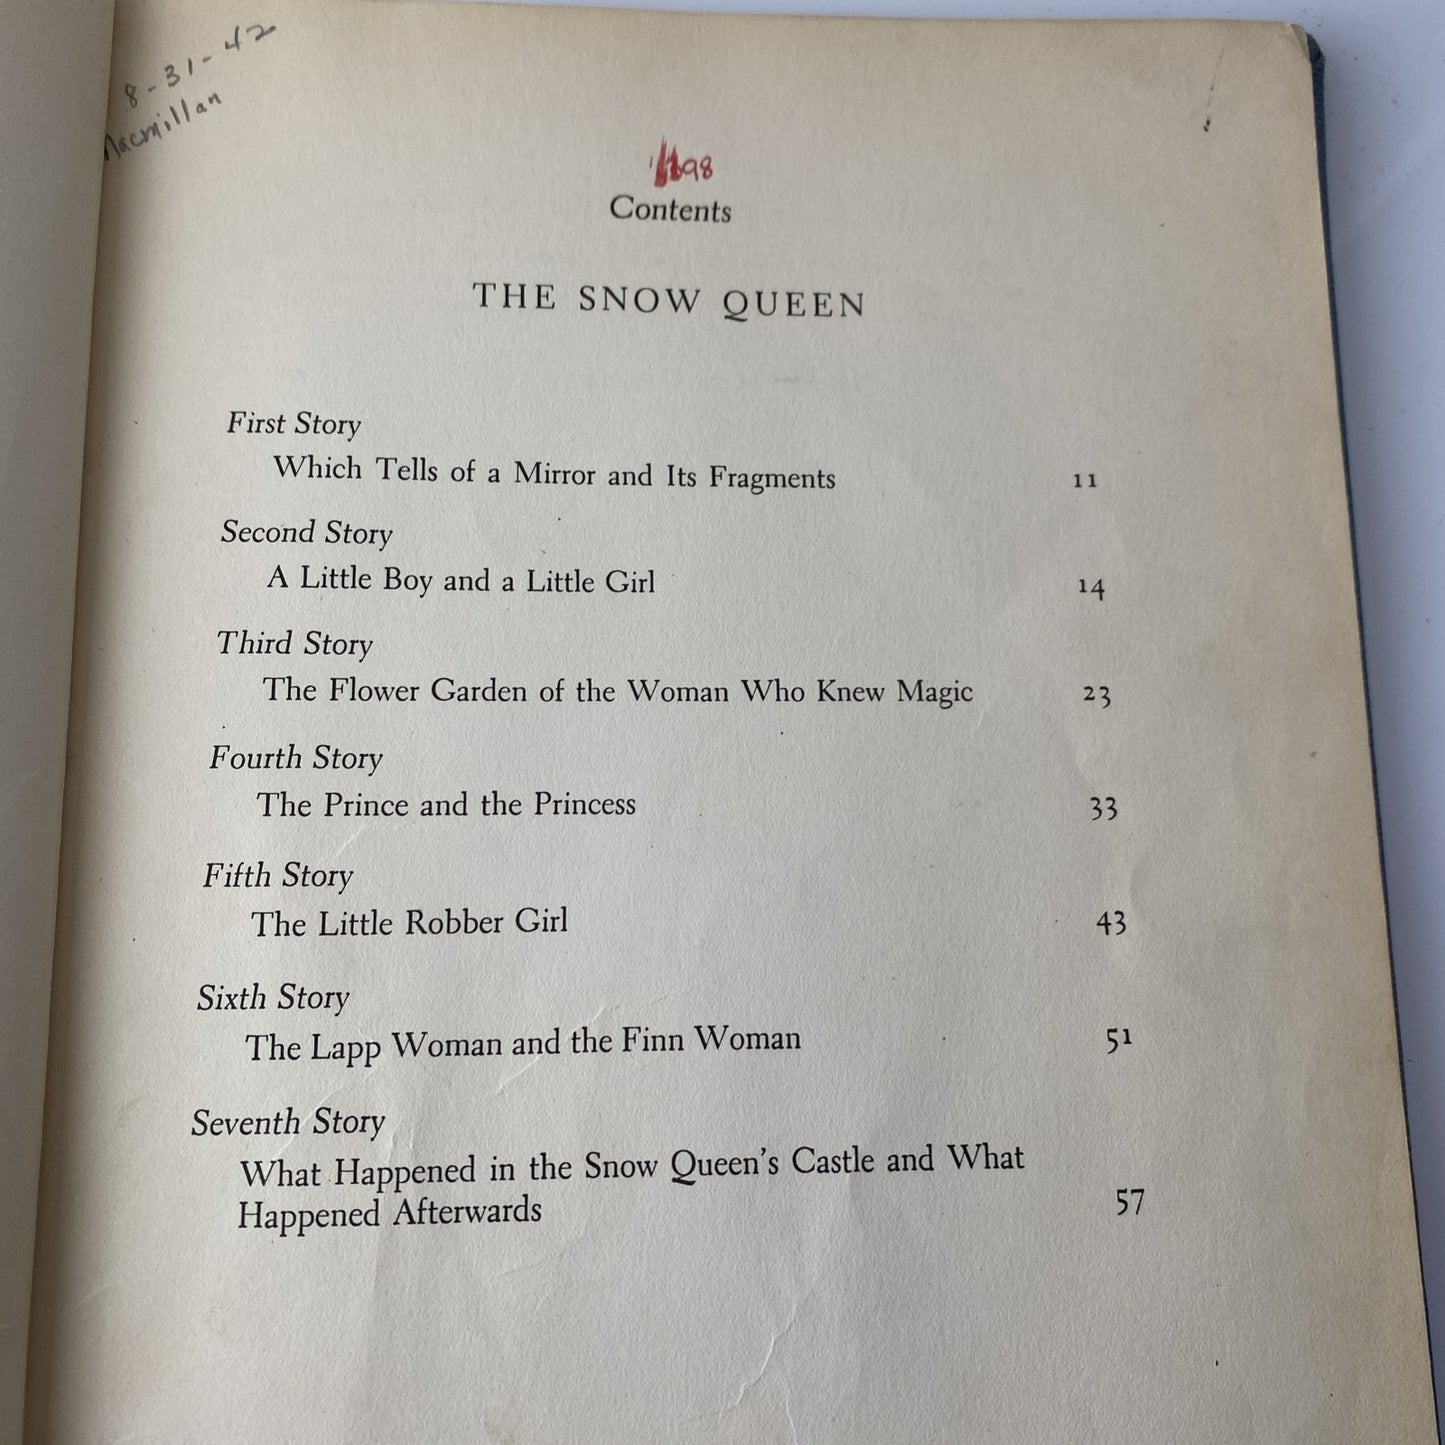 8-31-42
Macmillan
98
Contents
THE SNOW QUEEN
First Story
Which Tells of a Mirror and Its Fragments 11
Second Story
A Little Boy and a Little Girl 14
Third Story
The Flower Garden of the Woman Who Knew Magic 23
Fourth Story
The Prince and the Princess 33
Fifth Story
The Little Robber Girl 43
Sixth Story
The Lapp Woman and the Finn Woman 51
Seventh Story
What Happened in the Snow Queen's Castle and What
Happened Afterwards 57